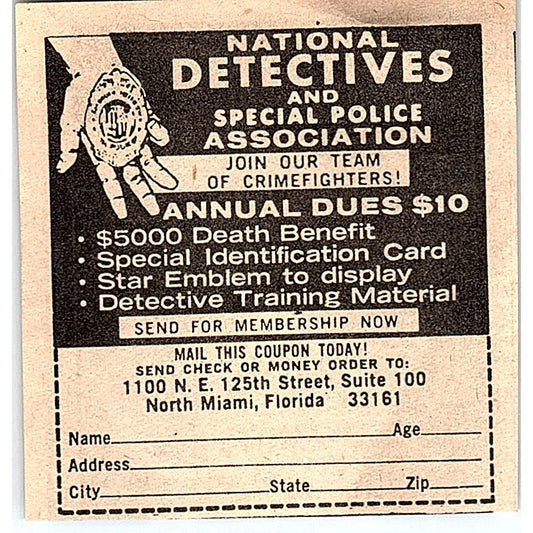 NATIONAL
DETECTIVES
AND
SPECIAL POLICE
ASSOCIATION
JOIN OUR TEAM
OF CRIMEFIGHTERS!
ANNUAL DUES $10
• $5000 Death Benefit
• Special Identification Card
• Star Emblem to display
• Detective Training Material
SEND FOR MEMBERSHIP NOW
MAIL THIS COUPON TODAY!
SEND CHECK OR MONEY ORDER TO:
1100 N. E. 125th Street, Suite 100
North Miami, Florida 33161
Name Age
Address
City State Zip